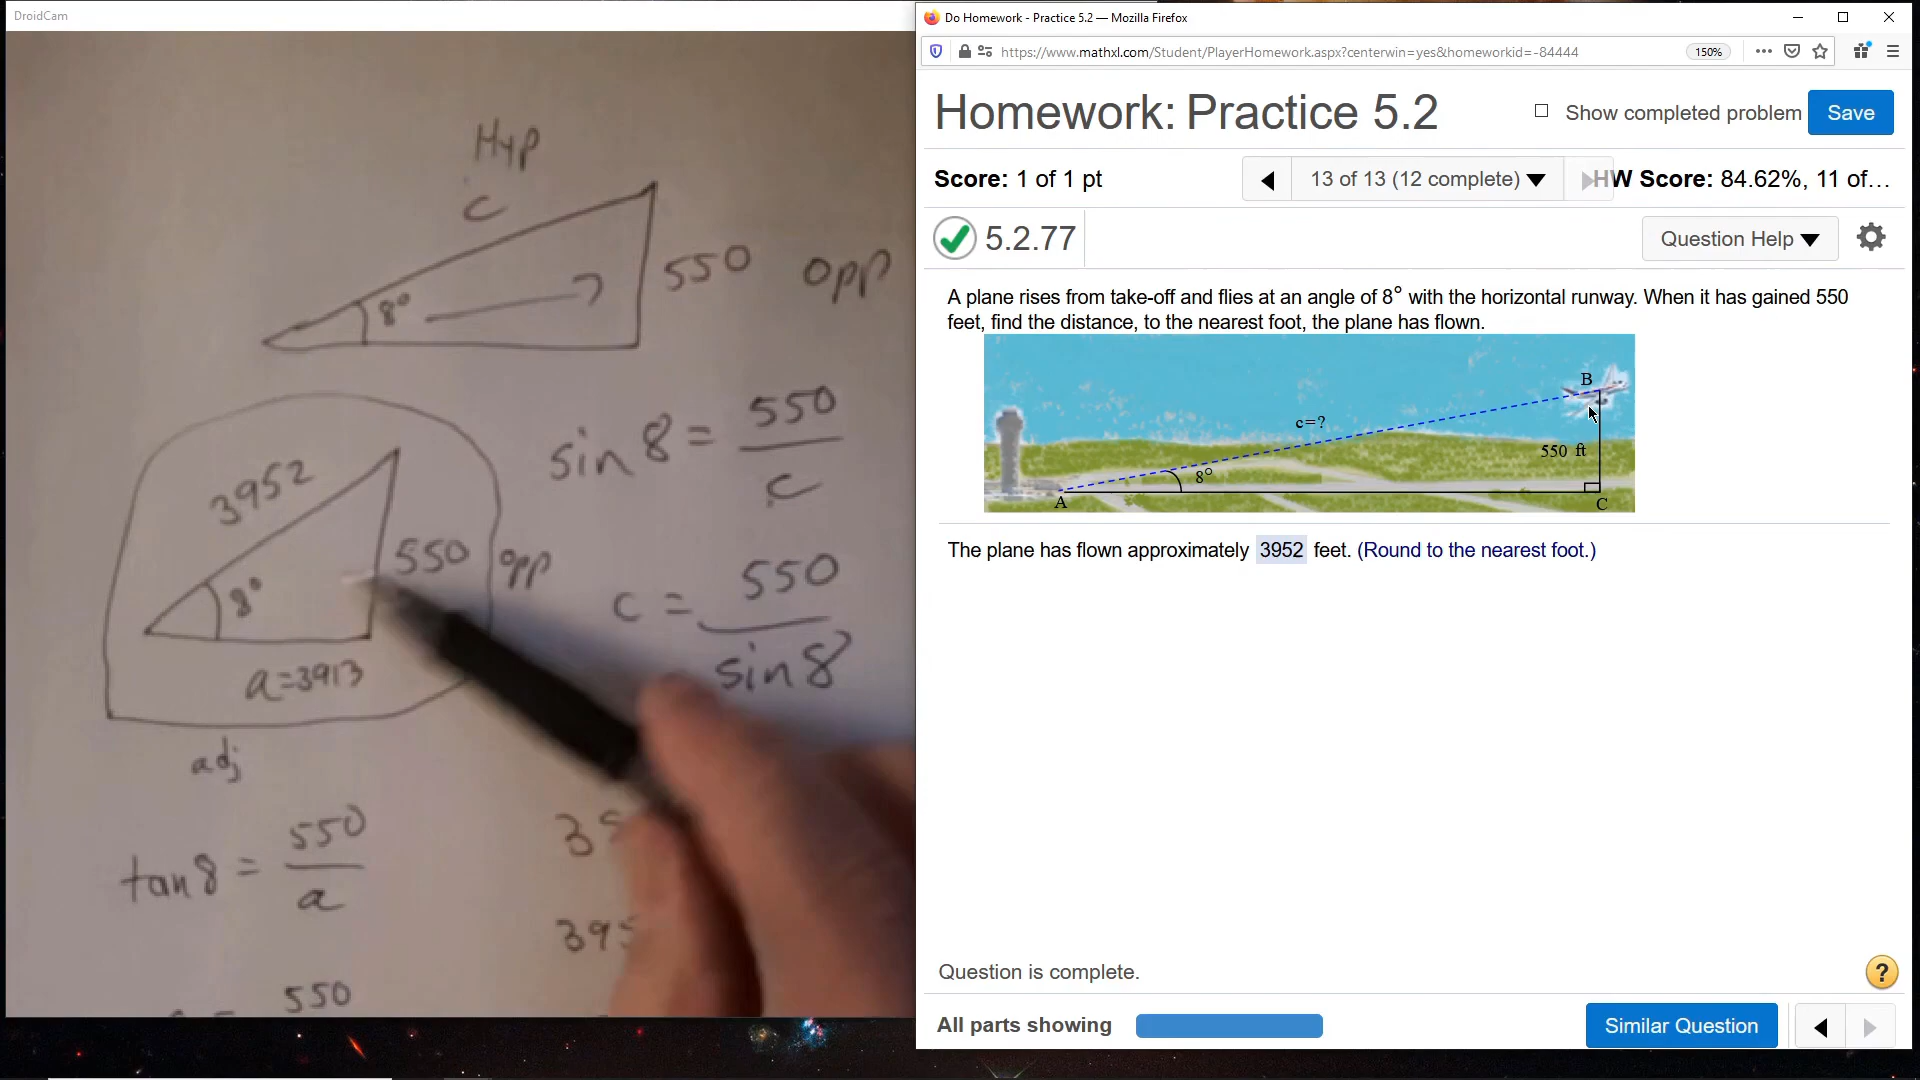 DroidCam
Hyp
c
550 opp
8°
?
sin 8 = 550
c
3952
550 opp
8°
a=3913
c = 550
sin 8
adj
tan 8 = 550
a
550
Do Homework - Practice 5.2 — Mozilla Firefox
https://www.mathxl.com/Student/PlayerHomework.aspx?centerwin=yes&homeworkid=-84444
150%
Homework: Practice 5.2
Show completed problem
Save
Score: 1 of 1 pt
13 of 13 (12 complete)
HW Score: 84.62%, 11 of...
5.2.77
Question Help
A plane rises from take-off and flies at an angle of 8° with the horizontal runway. When it has gained 550
feet, find the distance, to the nearest foot, the plane has flown.
B
c=?
550 ft
8°
A
C
The plane has flown approximately 3952 feet. (Round to the nearest foot.)
Question is complete.
?
All parts showing
Similar Question